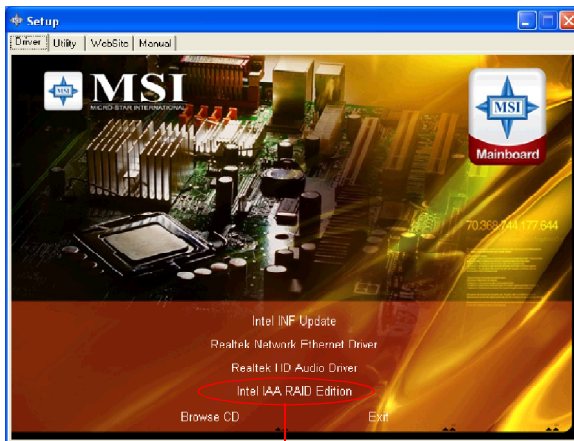 Setup
Driver Utility WebSite Manual
MSI
MICRO-STAR INTERNATIONAL
MSI
Mainboard
70.368.744.177.644
Intel INF Update
Realtek Network Ethernet Driver
Realtek HD Audio Driver
Intel IAA RAID Edition
Browse CD Exit